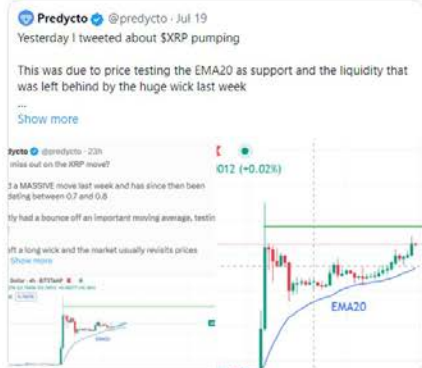 Predycto @predycto · Jul 19
Yesterday I tweeted about $XRP pumping
This was due to price testing the EMA20 as support and the liquidity that
was left behind by the huge wick last week
...
Show more
dycto @predycto · 23h
miss out on the XRP move?
a MASSIVE move last week and has since then been
dating between 0.7 and 0.8
tly had a bounce off an important moving average, testin
ft a long wick and the market usually revisits prices
Show more
EMA20
012 (+0.02%)
EMA20